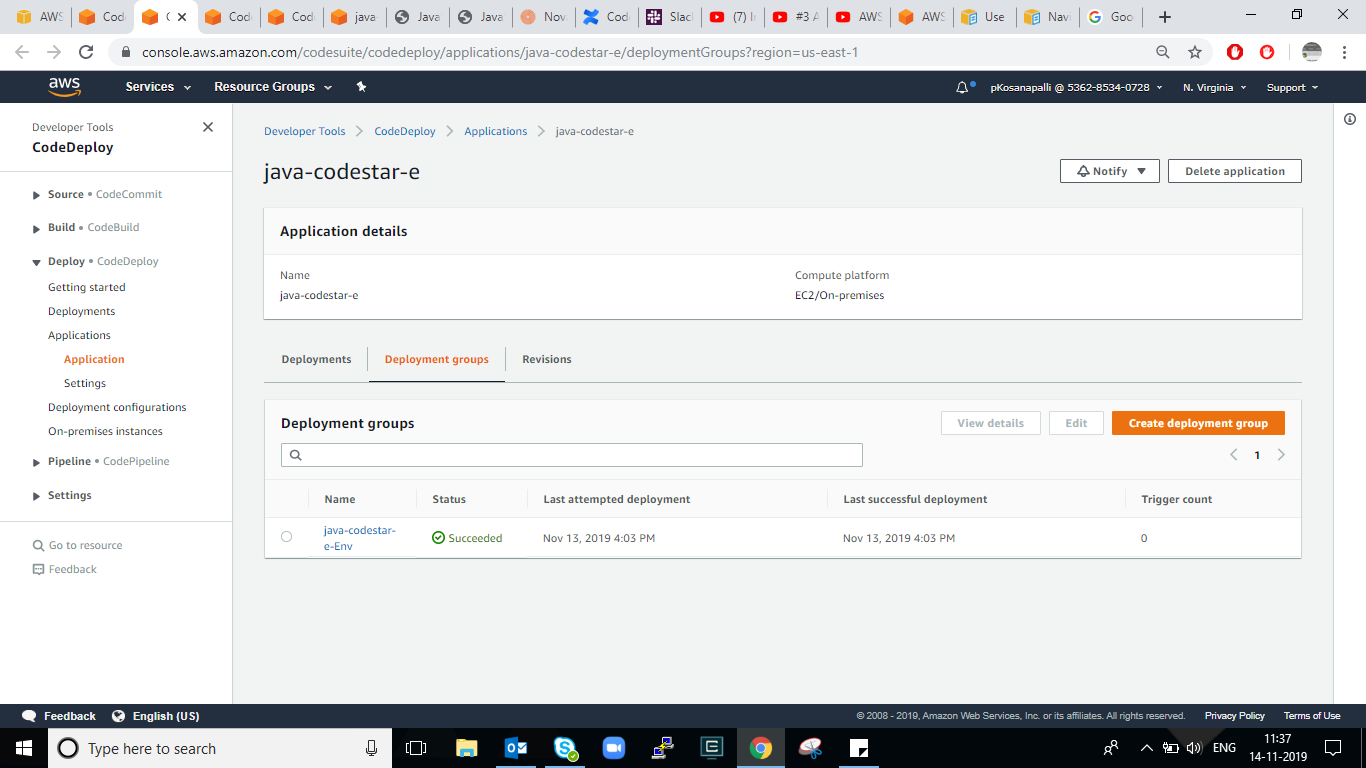 AWS Code C Code Code java- Java Java Nova Code Slac (7) I #3 A AWS AWS Use Navi Goo
console.aws.amazon.com/codesuite/codedeploy/applications/java-codestar-e/deploymentGroups?region=us-east-1
aws Services Resource Groups pKosanapalli @ 5362-8534-0728 N. Virginia Support
Developer Tools
CodeDeploy
Source • CodeCommit
Build • CodeBuild
Deploy • CodeDeploy
Getting started
Deployments
Applications
Application
Settings
Deployment configurations
On-premises instances
Pipeline • CodePipeline
Settings
Go to resource
Feedback
Developer Tools CodeDeploy Applications java-codestar-e
java-codestar-e
Notify Delete application
Application details
Name Compute platform
java-codestar-e EC2/On-premises
Deployments Deployment groups Revisions
Deployment groups View details Edit Create deployment group
1
Name Status Last attempted deployment Last successful deployment Trigger count
java-codestar-
e-Env
Succeeded Nov 13, 2019 4:03 PM Nov 13, 2019 4:03 PM 0
Feedback English (US) © 2008 - 2019, Amazon Web Services, Inc. or its affiliates. All rights reserved. Privacy Policy Terms of Use
Type here to search ENG 11:37
14-11-2019